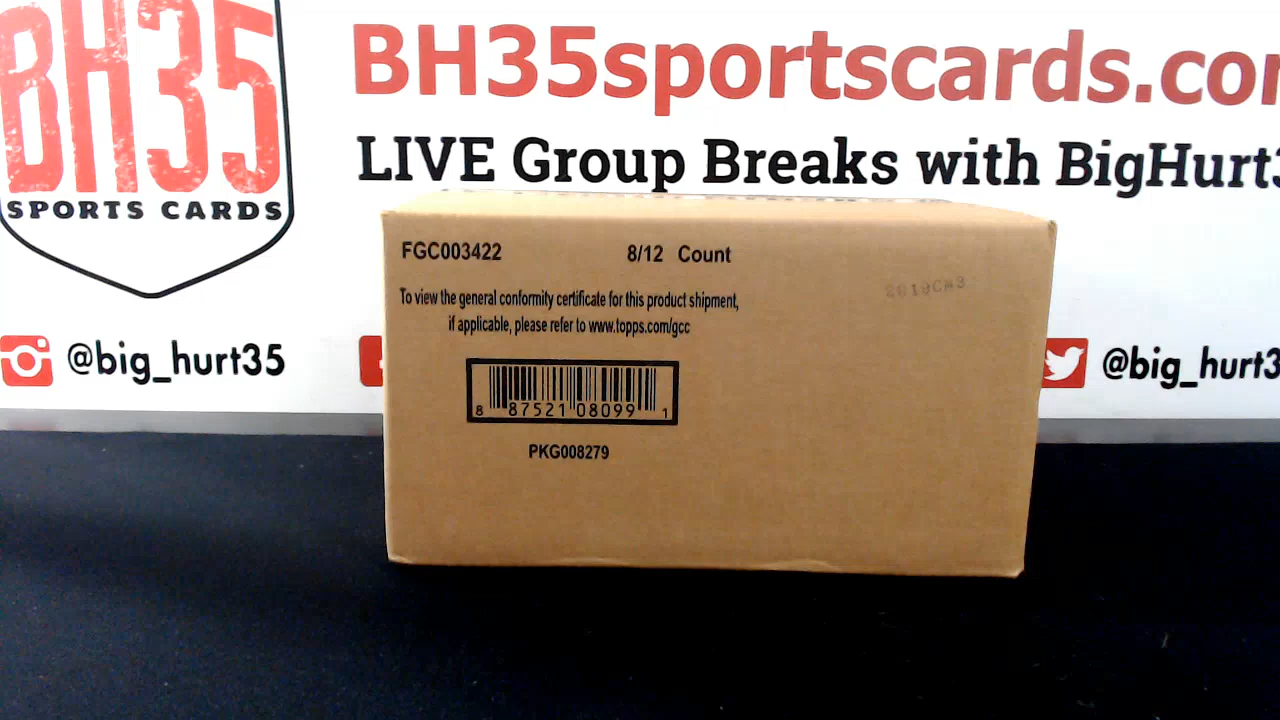 BH35
SPORTS CARDS
BH35sportscards.co
LIVE Group Breaks with BigHurt3
@big_hurt35
@big_hurt3
FGC003422 8/12 Count
To view the general conformity certificate for this product shipment,
if applicable, please refer to www.topps.com/gcc
8 87521 08099 1
PKG008279